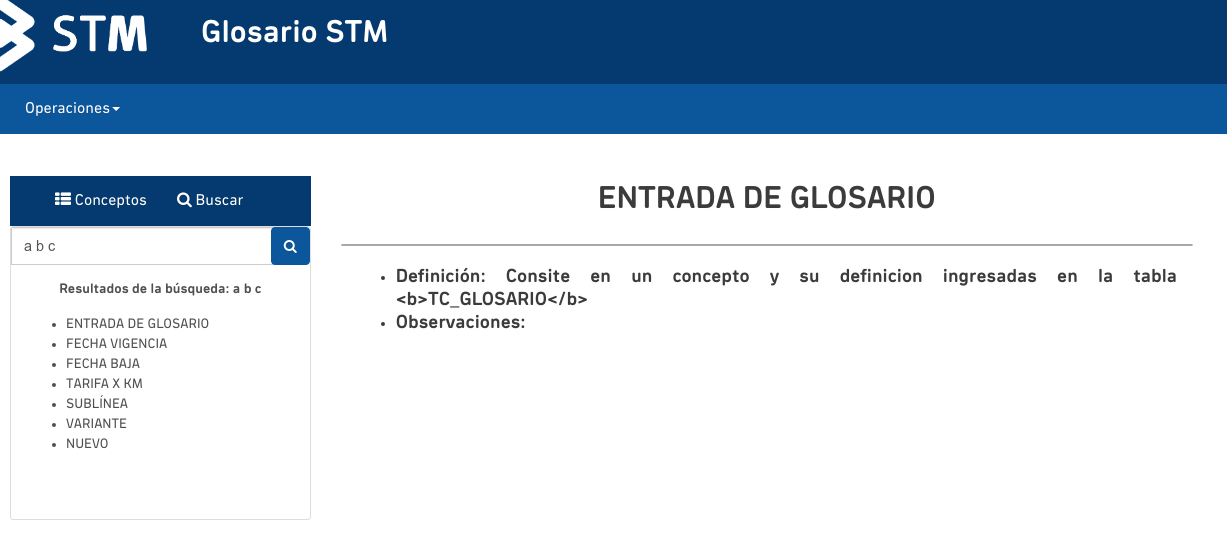 STM
Glosario STM
Operaciones
Conceptos
Buscar
a b c
Resultados de la búsqueda: a b c
ENTRADA DE GLOSARIO
FECHA VIGENCIA
FECHA BAJA
TARIFA X KM
SUBLÍNEA
VARIANTE
NUEVO
ENTRADA DE GLOSARIO
Definición: Consite en un concepto y su definicion ingresadas en la tabla
<b>TC_GLOSARIO</b>
Observaciones: